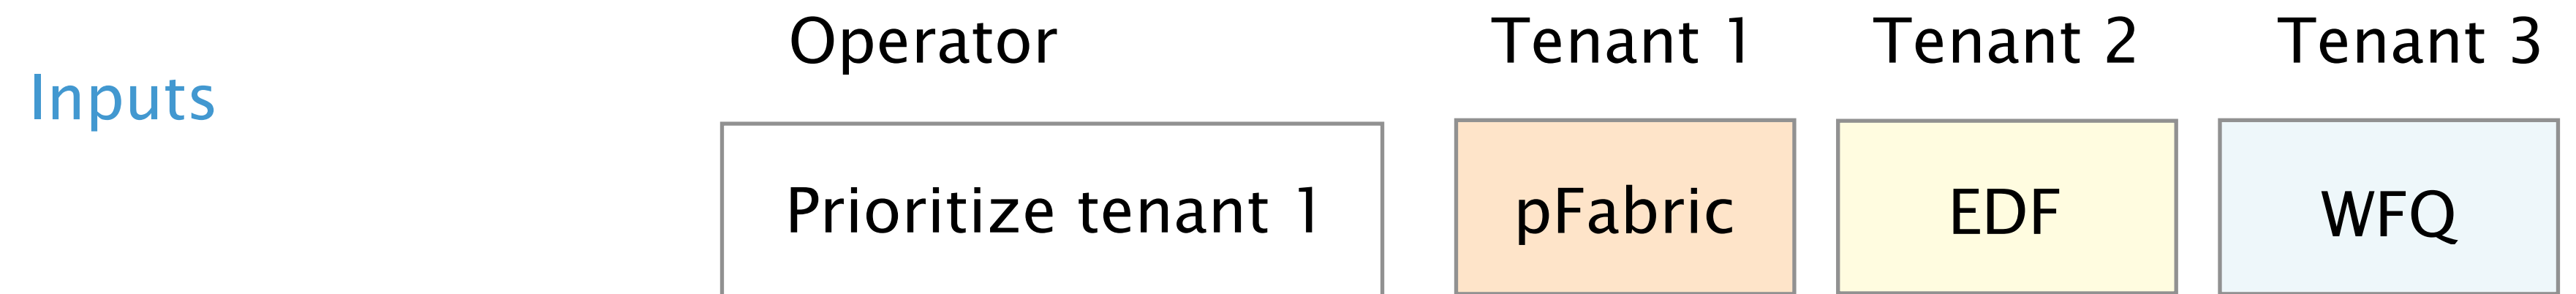 Operator Tenant 1 Tenant 2 Tenant 3
Inputs
Prioritize tenant 1 pFabric EDF WFQ